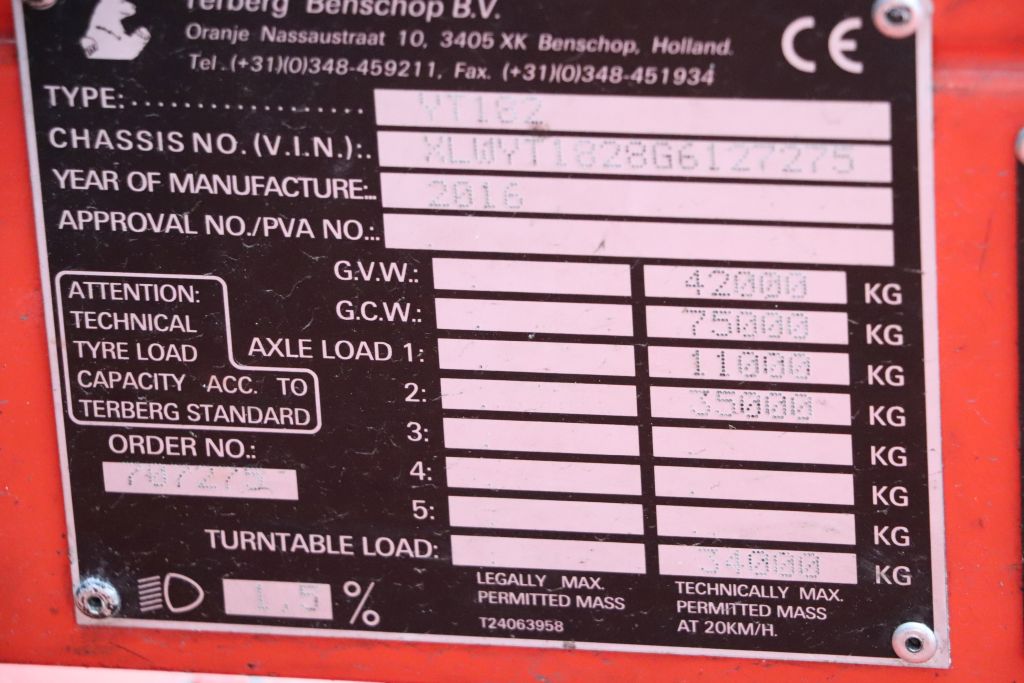 Terberg Benschop B.V.
Oranje Nassaustraat 10, 3405 XK Benschop, Holland.
Tel. (+31)(0)348-459211, Fax. (+31)(0)348-451934
CE
TYPE:.................. YT182
CHASSIS NO. (V.I.N.):. XLWYT1828G6127275
YEAR OF MANUFACTURE:.. 2016
APPROVAL NO./PVA NO.:..
G.V.W.: 42000 KG
G.C.W.: 75000 KG
AXLE LOAD 1: 11000 KG
2: 35000 KG
3: KG
4: KG
5: KG
TURNTABLE LOAD: 34000 KG
ATTENTION:
TECHNICAL
TYRE LOAD
CAPACITY ACC. TO
TERBERG STANDARD
ORDER NO.:
707275
1,5 %
LEGALLY MAX.
PERMITTED MASS
T24063958
TECHNICALLY MAX.
PERMITTED MASS
AT 20KM/H.